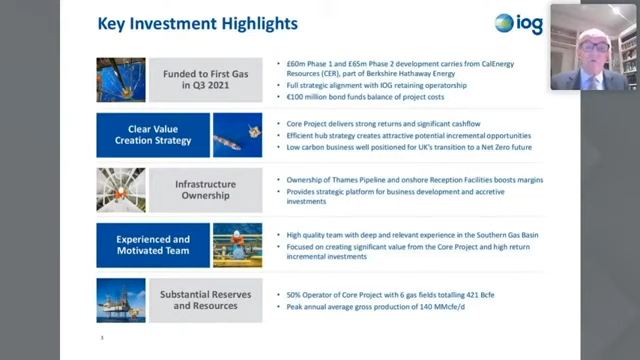 Key Investment Highlights
iog
Funded to First Gas
in Q3 2021
• £60m Phase 1 and £65m Phase 2 development carries from CalEnergy
Resources (CER), part of Berkshire Hathaway Energy
• Full strategic alignment with IOG retaining operatorship
• €100 million bond funds balance of project costs
Clear Value
Creation Strategy
• Core Project delivers strong returns and significant cashflow
• Efficient hub strategy creates attractive potential incremental opportunities
• Low carbon business well positioned for UK's transition to a Net Zero future
Infrastructure
Ownership
• Ownership of Thames Pipeline and onshore Reception Facilities boosts margins
• Provides strategic platform for business development and accretive
investments
Experienced and
Motivated Team
• High quality team with deep and relevant experience in the Southern Gas Basin
• Focused on creating significant value from the Core Project and high return
incremental investments
Substantial Reserves
and Resources
• 50% Operator of Core Project with 6 gas fields totalling 421 Bcfe
• Peak annual average gross production of 140 MMcfe/d
3